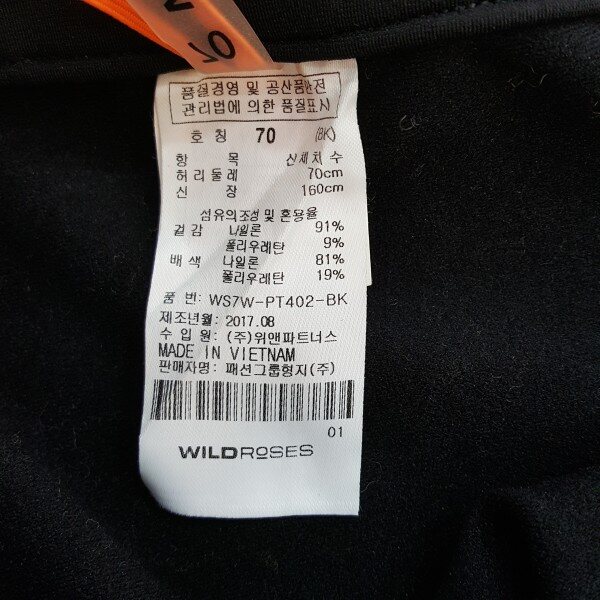 품질경영 및 공산품안전
관리법에 의한 품질표시
호 칭 70 (BK)
항 목 신체치수
허리둘레 70cm
신 장 160cm
섬유의조성 및 혼용율
겉감 나일론 91%
폴리우레탄 9%
배색 나일론 81%
폴리우레탄 19%
품 번: WS7W-PT402-BK
제조년월: 2017.08
수 입 원: (주)위앤파트너스
MADE IN VIETNAM
판매자명: 패션그룹형지(주)
01
WILDROSES